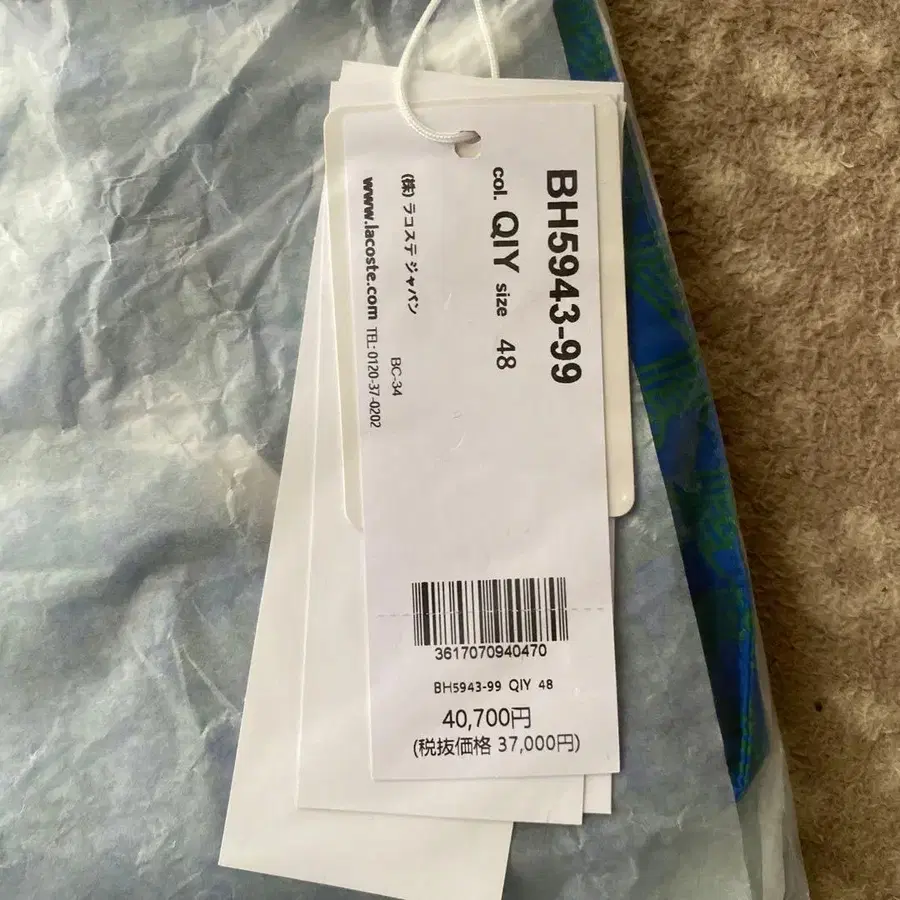 BH5943-99
col. QIY size 48
(株) ラコステ ジャパン
BC-34
www.lacoste.com TEL: 0120-37-0202
3617070940470
BH5943-99 QIY 48
40,700円
(税抜価格 37,000円)